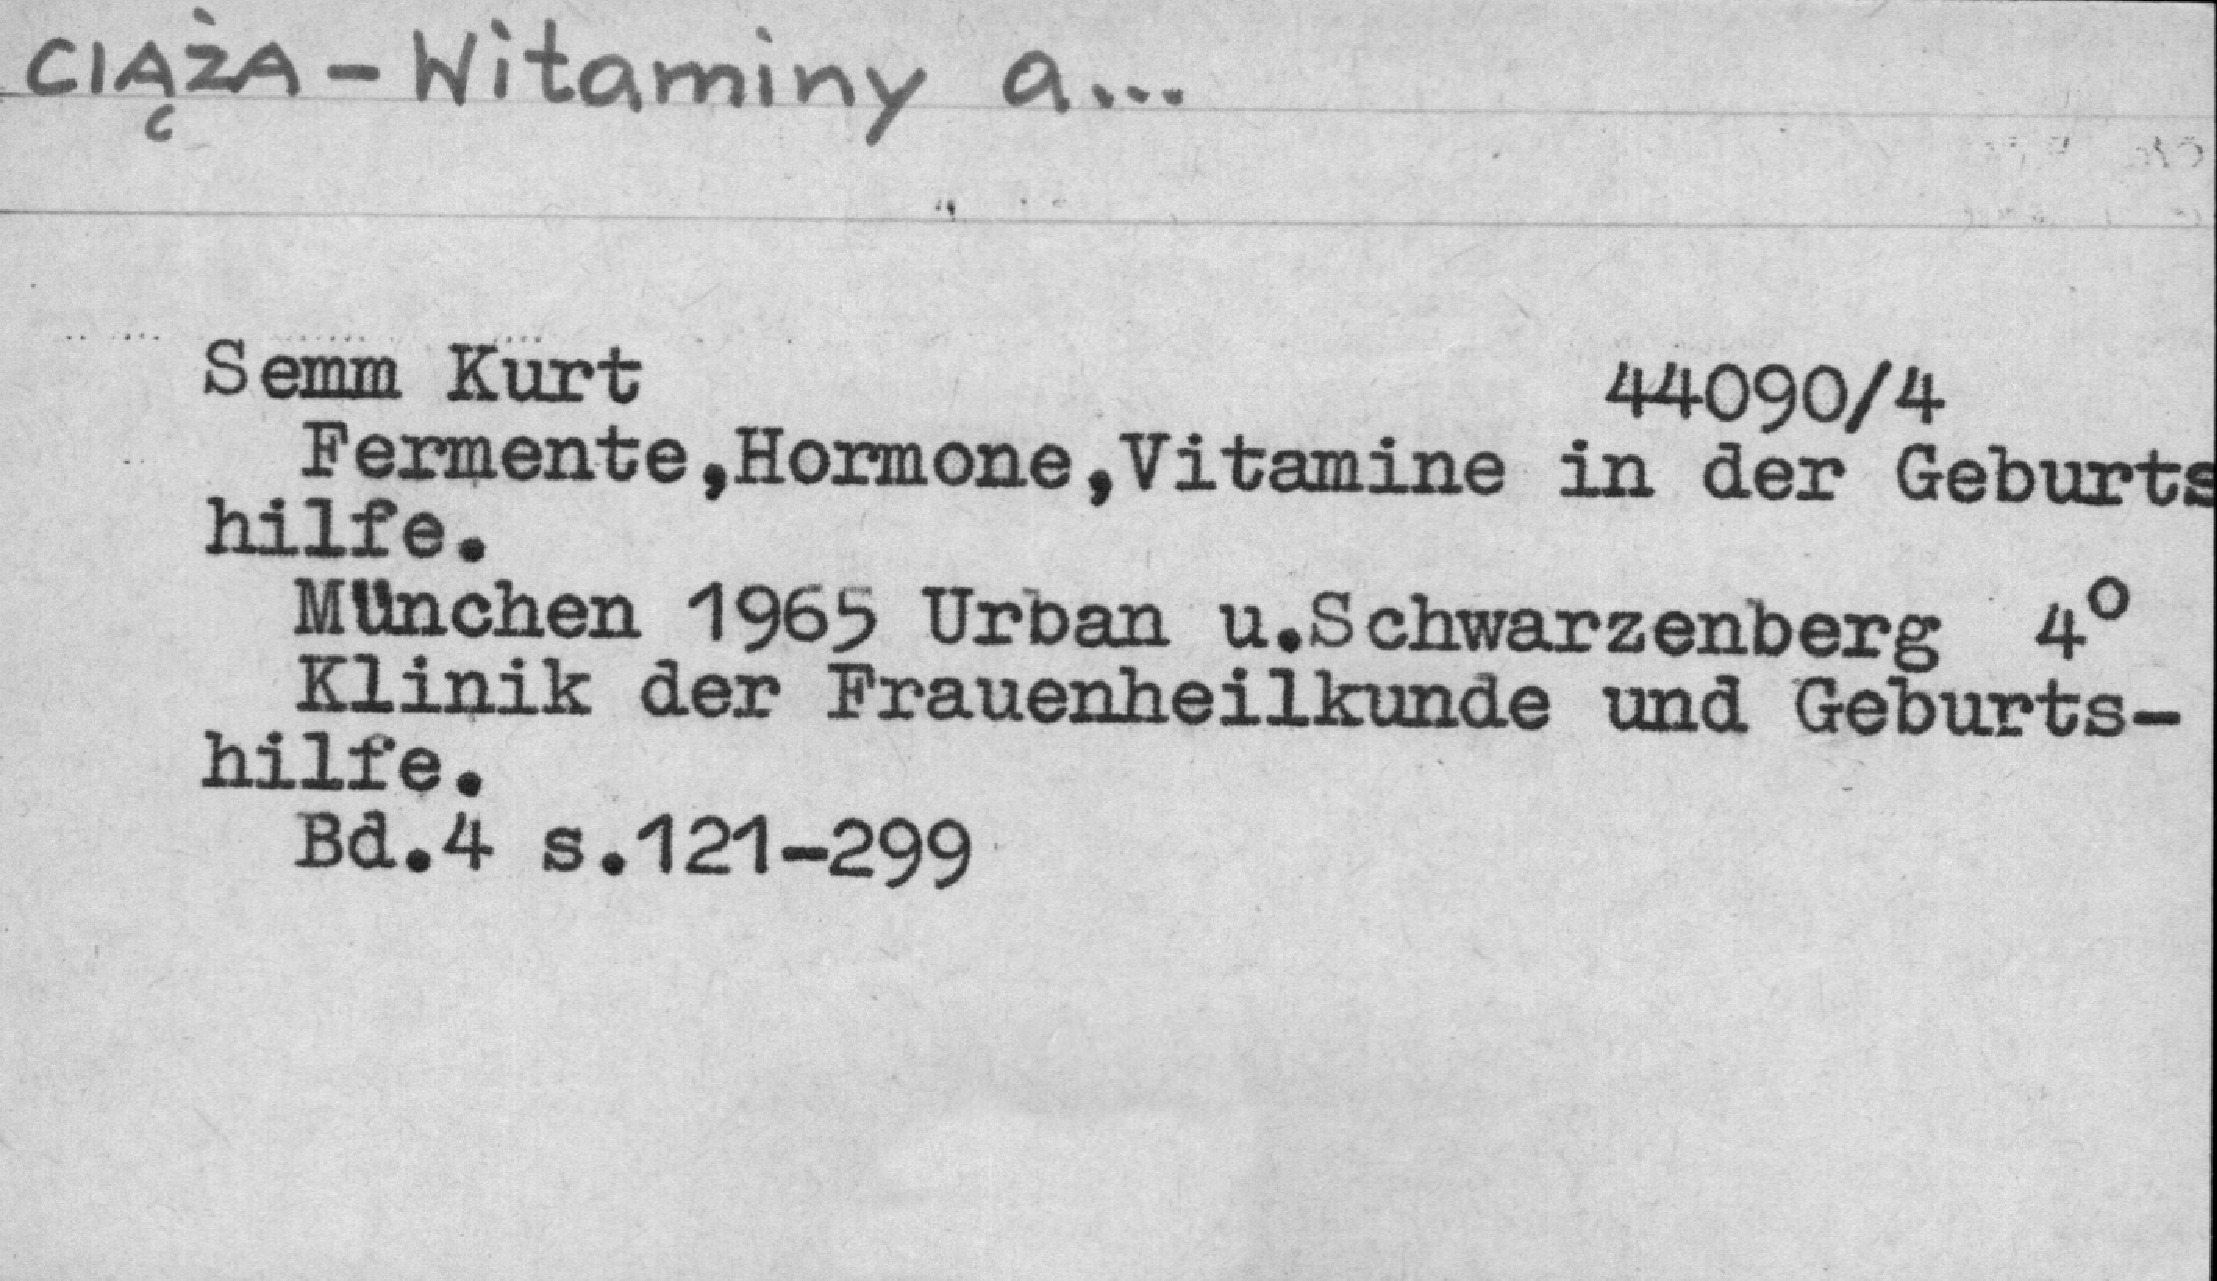 CIĄŻA - Witaminy a...
Semm Kurt 44090/4
Fermente,Hormone,Vitamine in der Geburts
hilfe.
München 1965 Urban u.Schwarzenberg 4°
Klinik der Frauenheilkunde und Geburts-
hilfe.
Bd.4 s.121-299